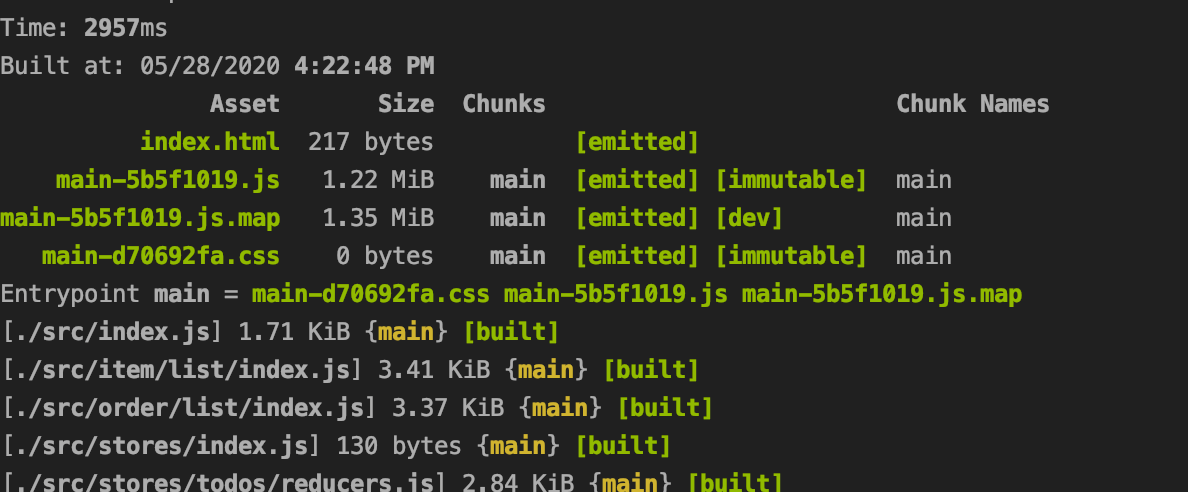 Time: 2957ms
Built at: 05/28/2020 4:22:48 PM
Asset Size Chunks Chunk Names
index.html 217 bytes [emitted]
main-5b5f1019.js 1.22 MiB main [emitted] [immutable] main
main-5b5f1019.js.map 1.35 MiB main [emitted] [dev] main
main-d70692fa.css 0 bytes main [emitted] [immutable] main
Entrypoint main = main-d70692fa.css main-5b5f1019.js main-5b5f1019.js.map
[./src/index.js] 1.71 KiB {main} [built]
[./src/item/list/index.js] 3.41 KiB {main} [built]
[./src/order/list/index.js] 3.37 KiB {main} [built]
[./src/stores/index.js] 130 bytes {main} [built]
[./src/stores/todos/reducers.js] 2.84 KiB {main} [built]